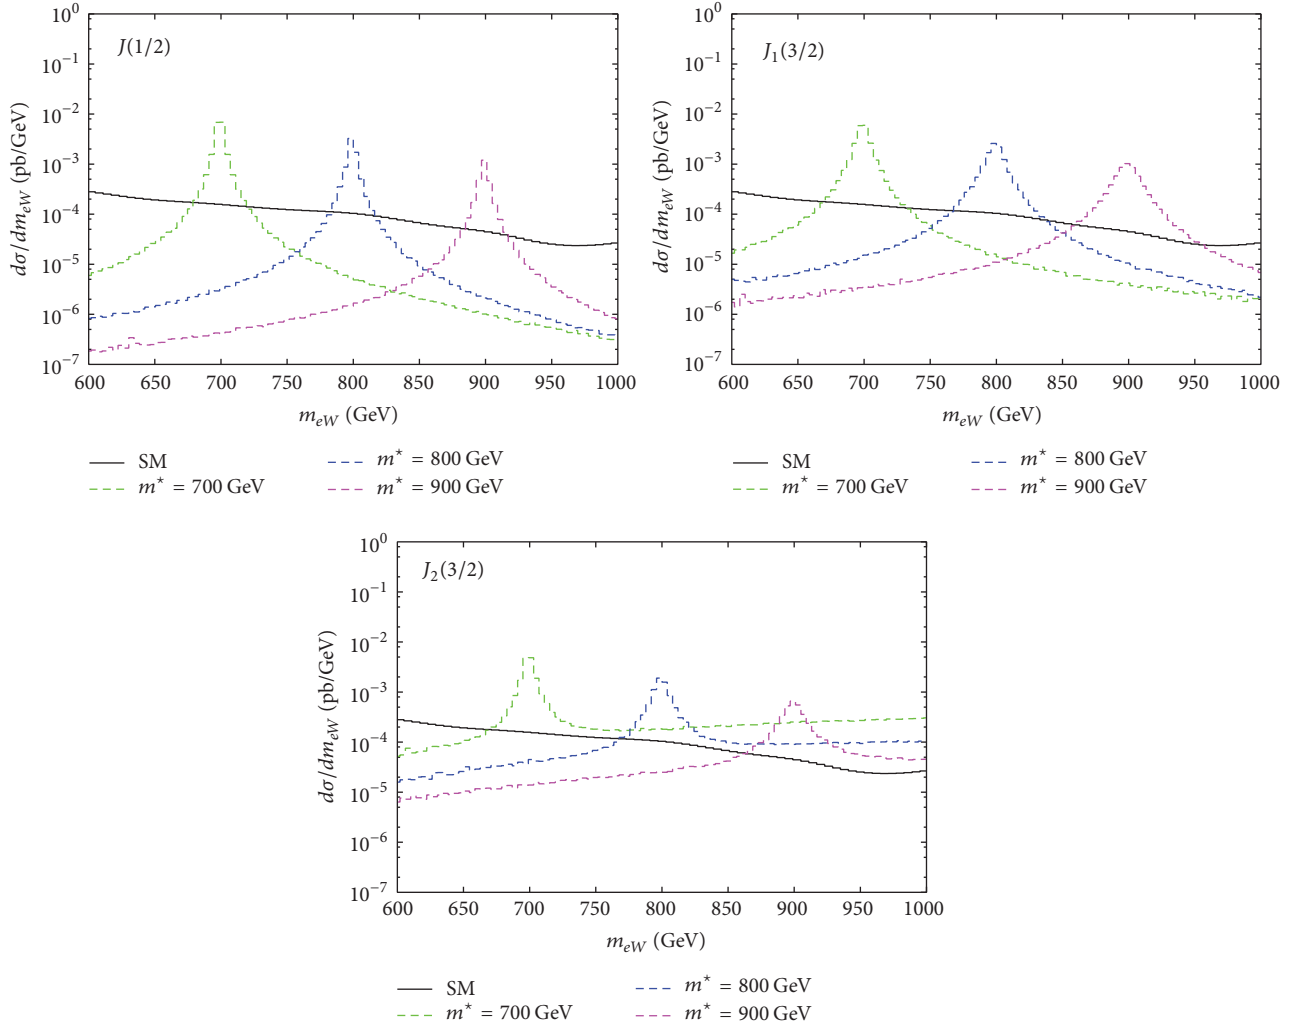 J(1/2)
10^0
10^−1
10^−2
10^−3
10^−4
10^−5
10^−6
10^−7
dσ/dm_eW (pb/GeV)
600 650 700 750 800 850 900 950 1000
m_eW (GeV)
SM
m⋆ = 700 GeV
m⋆ = 800 GeV
m⋆ = 900 GeV
J_1(3/2)
10^0
10^−1
10^−2
10^−3
10^−4
10^−5
10^−6
10^−7
dσ/dm_eW (pb/GeV)
600 650 700 750 800 850 900 950 1000
m_eW (GeV)
SM
m⋆ = 700 GeV
m⋆ = 800 GeV
m⋆ = 900 GeV
J_2(3/2)
10^0
10^−1
10^−2
10^−3
10^−4
10^−5
10^−6
10^−7
dσ/dm_eW (pb/GeV)
600 650 700 750 800 850 900 950 1000
m_eW (GeV)
SM
m⋆ = 700 GeV
m⋆ = 800 GeV
m⋆ = 900 GeV